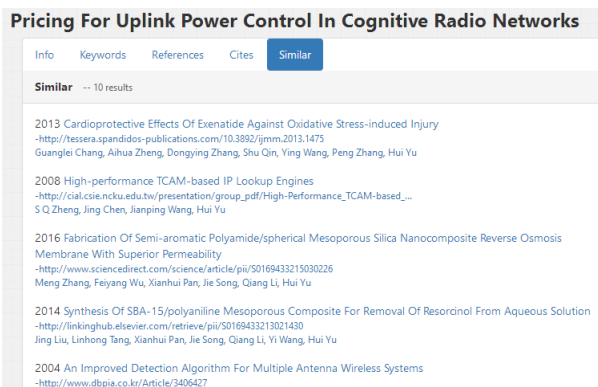 Pricing For Uplink Power Control In Cognitive Radio Networks
Info Keywords References Cites Similar
Similar -- 10 results
2013 Cardioprotective Effects Of Exenatide Against Oxidative Stress-induced Injury
-http://tessera.spandidos-publications.com/10.3892/ijmm.2013.1475
Guanglei Chang, Aihua Zheng, Dongying Zhang, Shu Qin, Ying Wang, Peng Zhang, Hui Yu
2008 High-performance TCAM-based IP Lookup Engines
-http://cial.csie.ncku.edu.tw/presentation/group_pdf/High-Performance_TCAM-based_...
S Q Zheng, Jing Chen, Jianping Wang, Hui Yu
2016 Fabrication Of Semi-aromatic Polyamide/spherical Mesoporous Silica Nanocomposite Reverse Osmosis
Membrane With Superior Permeability
-http://www.sciencedirect.com/science/article/pii/S0169433215030226
Meng Zhang, Feiyang Wu, Xianhui Pan, Jie Song, Qiang Li, Hui Yu
2014 Synthesis Of SBA-15/polyaniline Mesoporous Composite For Removal Of Resorcinol From Aqueous Solution
-http://linkinghub.elsevier.com/retrieve/pii/S0169433213021430
Jing Liu, Linhong Tang, Xianhui Pan, Jie Song, Qiang Li, Yi Wang, Hui Yu
2004 An Improved Detection Algorithm For Multiple Antenna Wireless Systems
-http://www.dbpia.co.kr/Article/3406427